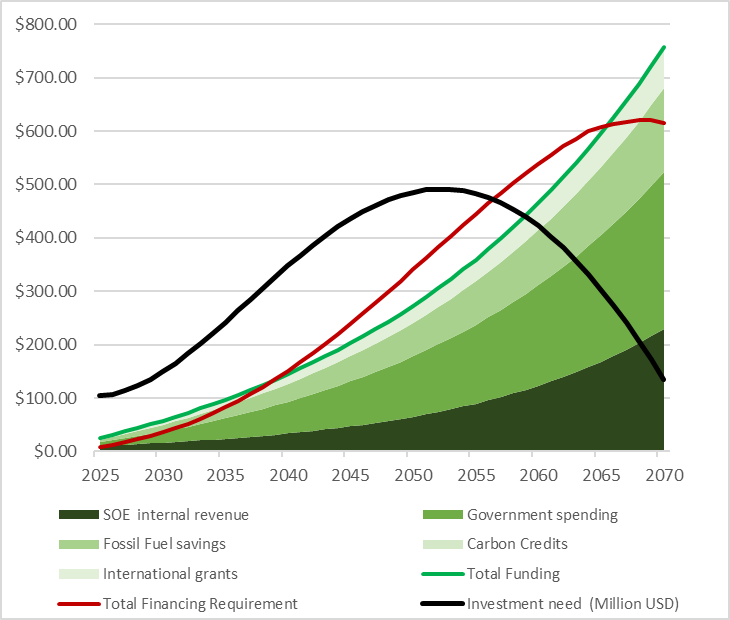 $800.00
$700.00
$600.00
$500.00
$400.00
$300.00
$200.00
$100.00
$0.00
2025 2030 2035 2040 2045 2050 2055 2060 2065 2070
SOE internal revenue Government spending
Fossil Fuel savings Carbon Credits
International grants Total Funding
Total Financing Requirement Investment need (Million USD)